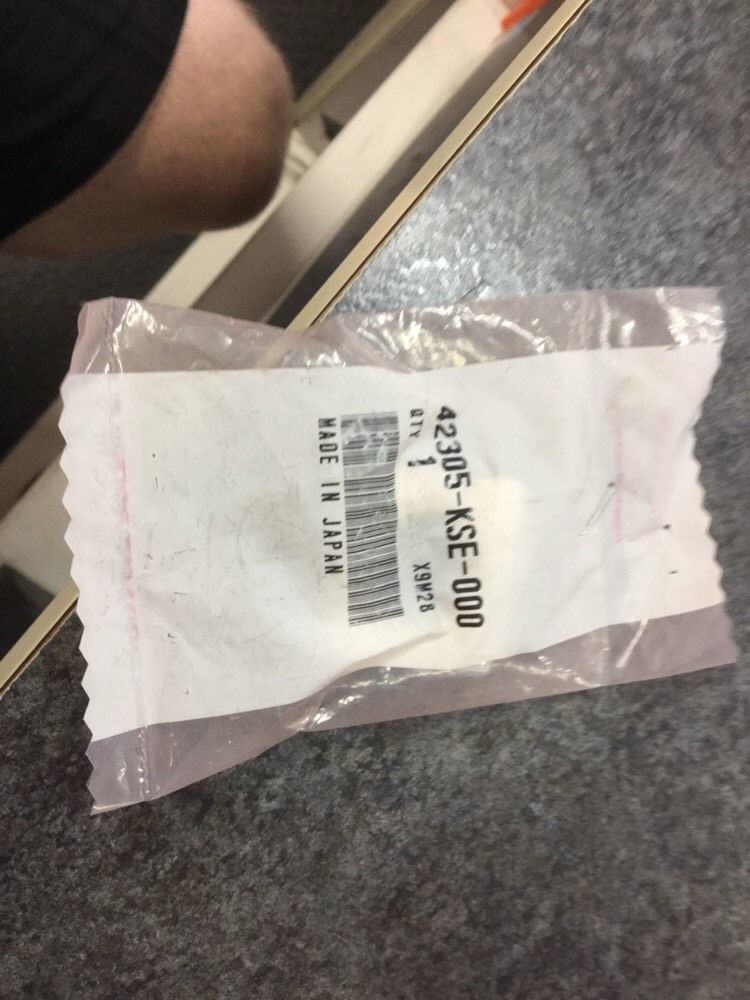 42305-KSE-000
QTY 1 X9M28
MADE IN JAPAN